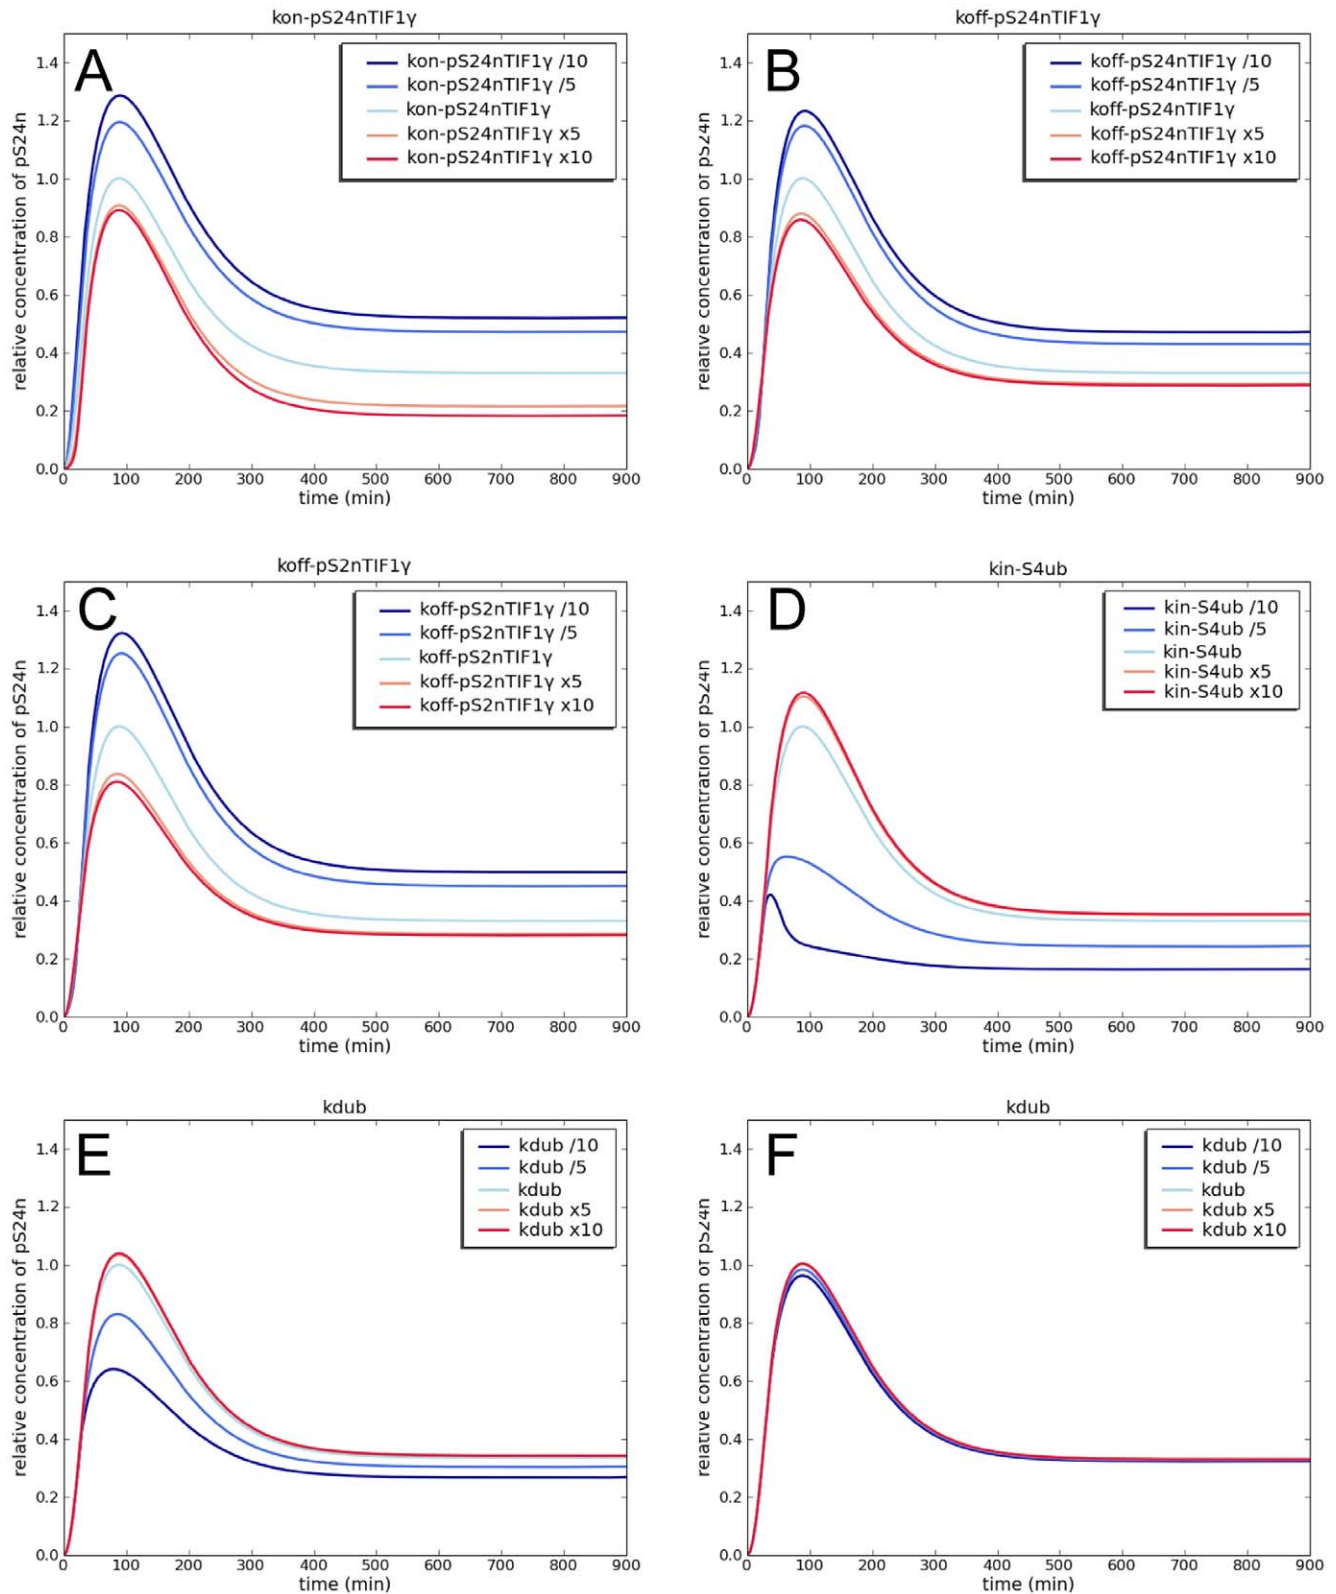 kon-pS24nTIF1γ
A
kon-pS24nTIF1γ /10
kon-pS24nTIF1γ /5
kon-pS24nTIF1γ
kon-pS24nTIF1γ x5
kon-pS24nTIF1γ x10
relative concentration of pS24n
1.4
1.2
1.0
0.8
0.6
0.4
0.2
0.0
0 100 200 300 400 500 600 700 800 900
time (min)
koff-pS24nTIF1γ
B
koff-pS24nTIF1γ /10
koff-pS24nTIF1γ /5
koff-pS24nTIF1γ
koff-pS24nTIF1γ x5
koff-pS24nTIF1γ x10
relative concentration of pS24n
1.4
1.2
1.0
0.8
0.6
0.4
0.2
0.0
0 100 200 300 400 500 600 700 800 900
time (min)
koff-pS2nTIF1γ
C
koff-pS2nTIF1γ /10
koff-pS2nTIF1γ /5
koff-pS2nTIF1γ
koff-pS2nTIF1γ x5
koff-pS2nTIF1γ x10
relative concentration of pS24n
1.4
1.2
1.0
0.8
0.6
0.4
0.2
0.0
0 100 200 300 400 500 600 700 800 900
time (min)
kin-S4ub
D
kin-S4ub /10
kin-S4ub /5
kin-S4ub
kin-S4ub x5
kin-S4ub x10
relative concentration of pS24n
1.4
1.2
1.0
0.8
0.6
0.4
0.2
0.0
0 100 200 300 400 500 600 700 800 900
time (min)
kdub
E
kdub /10
kdub /5
kdub
kdub x5
kdub x10
relative concentration of pS24n
1.4
1.2
1.0
0.8
0.6
0.4
0.2
0.0
0 100 200 300 400 500 600 700 800 900
time (min)
kdub
F
kdub /10
kdub /5
kdub
kdub x5
kdub x10
relative concentration of pS24n
1.4
1.2
1.0
0.8
0.6
0.4
0.2
0.0
0 100 200 300 400 500 600 700 800 900
time (min)